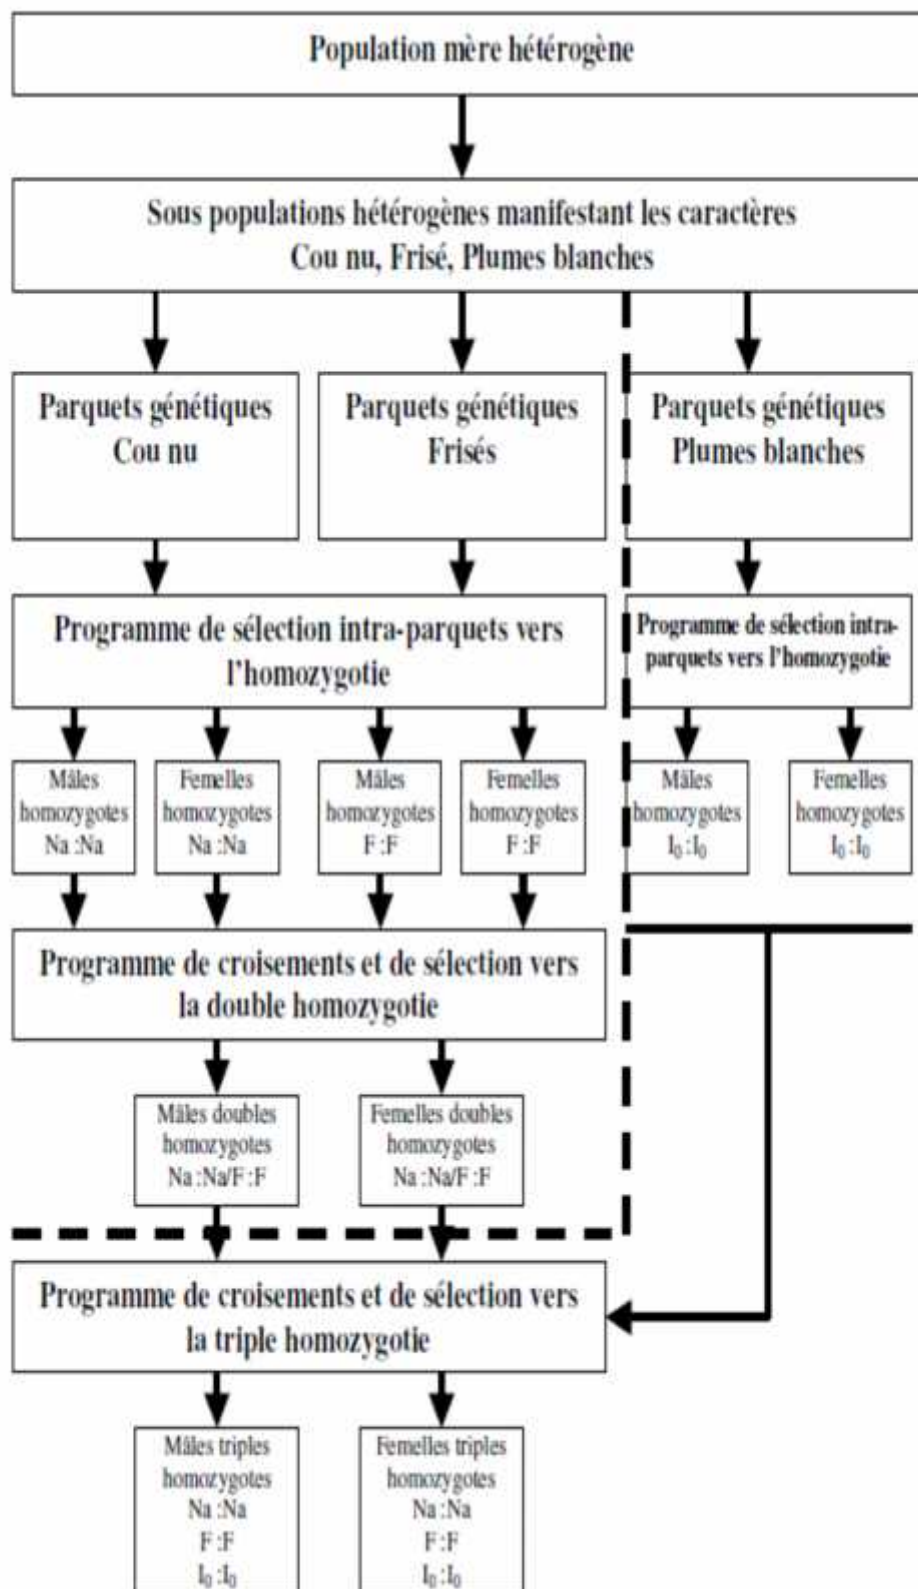 Population mère hétérogène
Sous populations hétérogènes manifestant les caractères
Cou nu, Frisé, Plumes blanches
Parquets génétiques
Cou nu
Parquets génétiques
Frisés
Parquets génétiques
Plumes blanches
Programme de sélection intra-parquets vers
l'homozygotie
Programme de sélection intra-
parquets vers l'homozygotie
Mâles
homozygotes
Na :Na
Femelles
homozygotes
Na :Na
Mâles
homozygotes
F :F
Femelles
homozygotes
F :F
Mâles
homozygotes
I₀ :I₀
Femelles
homozygotes
I₀ :I₀
Programme de croisements et de sélection vers
la double homozygotie
Mâles doubles
homozygotes
Na :Na/F :F
Femelles doubles
homozygotes
Na :Na/F :F
Programme de croisements et de sélection vers
la triple homozygotie
Mâles triples
homozygotes
Na :Na
F :F
I₀ :I₀
Femelles triples
homozygotes
Na :Na
F :F
I₀ :I₀